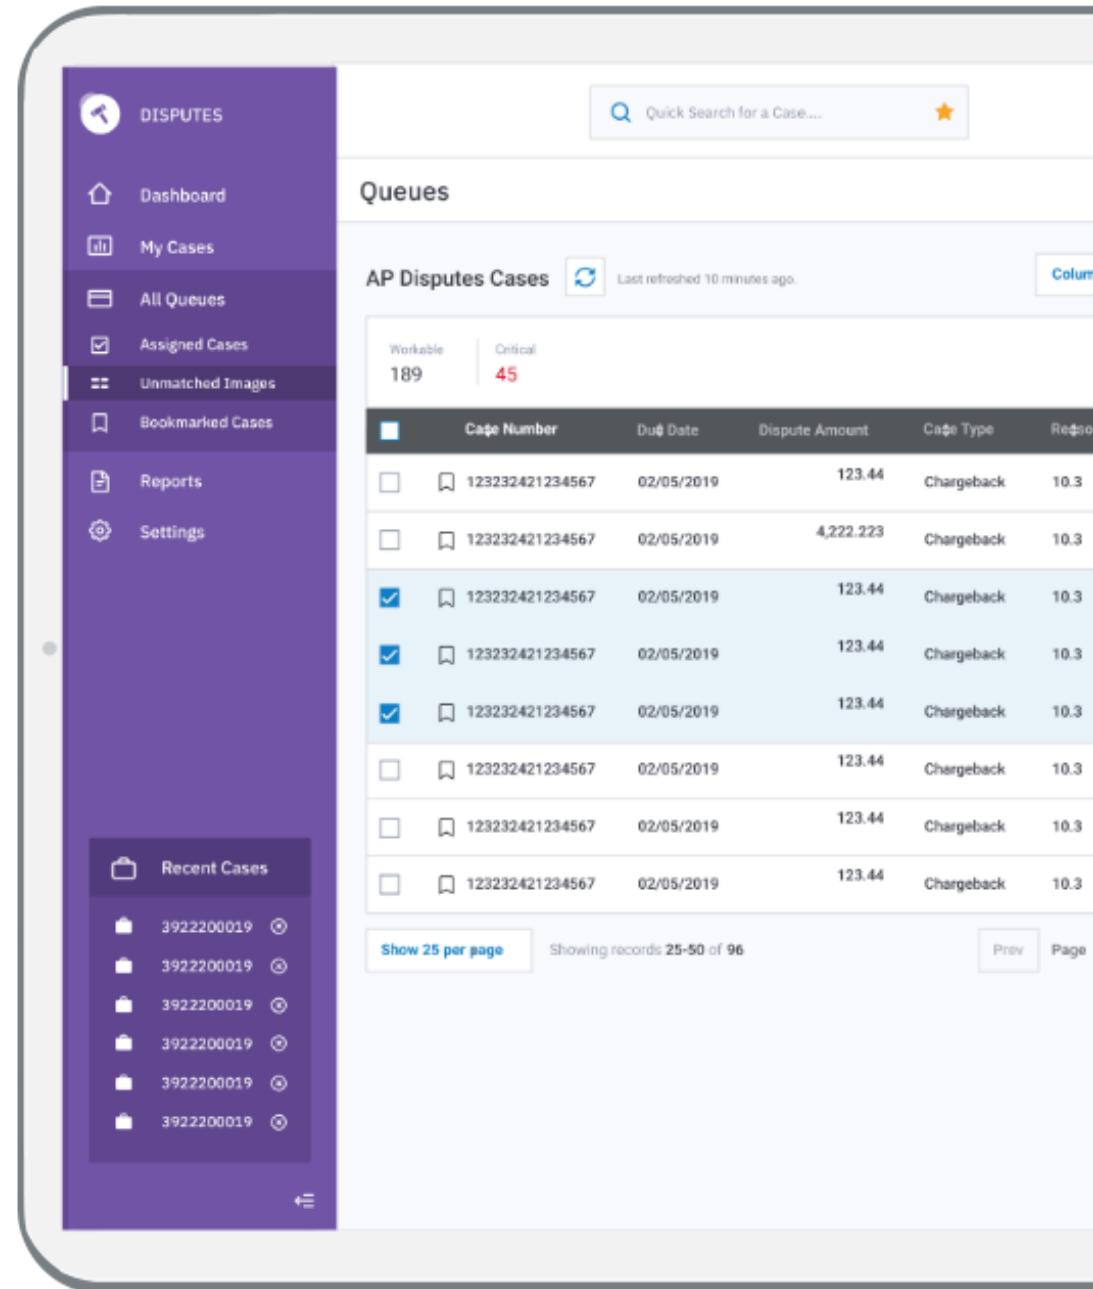 DISPUTES
Quick Search for a Case....
Dashboard
My Cases
All Queues
Assigned Cases
Unmatched Images
Bookmarked Cases
Reports
Settings
Recent Cases
3922200019
3922200019
3922200019
3922200019
3922200019
3922200019
Queues
AP Disputes Cases Last refreshed 10 minutes ago.
Workable Critical
189 45
Case Number Due Date Dispute Amount Case Type
123232421234567 02/05/2019 123.44 Chargeback 10.3
123232421234567 02/05/2019 4,222.223 Chargeback 10.3
123232421234567 02/05/2019 123.44 Chargeback 10.3
123232421234567 02/05/2019 123.44 Chargeback 10.3
123232421234567 02/05/2019 123.44 Chargeback 10.3
123232421234567 02/05/2019 123.44 Chargeback 10.3
123232421234567 02/05/2019 123.44 Chargeback 10.3
123232421234567 02/05/2019 123.44 Chargeback 10.3
Show 25 per page Showing records 25-50 of 96 Prev Page